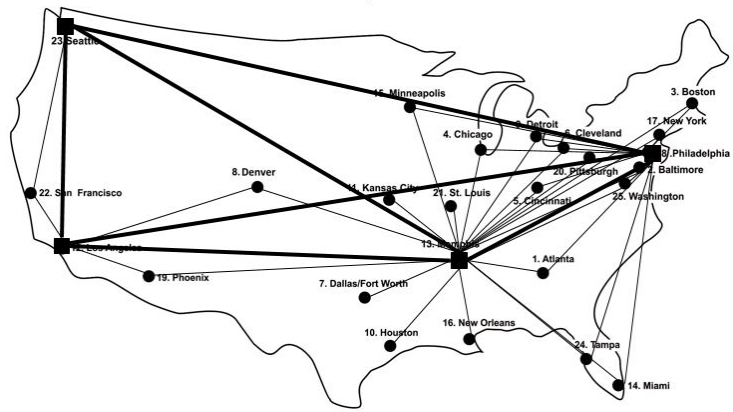 23 Seattle
15. Minneapolis
3. Boston
17. New York
4. Chicago
9. Detroit
6. Cleveland
18. Philadelphia
20. Pittsburgh
2. Baltimore
8. Denver
11. Kansas City
21. St. Louis
5. Cincinnati
25. Washington
22. San Francisco
12. Los Angeles
13. Memphis
1. Atlanta
19. Phoenix
7. Dallas/Fort Worth
10. Houston
16. New Orleans
24. Tampa
14. Miami